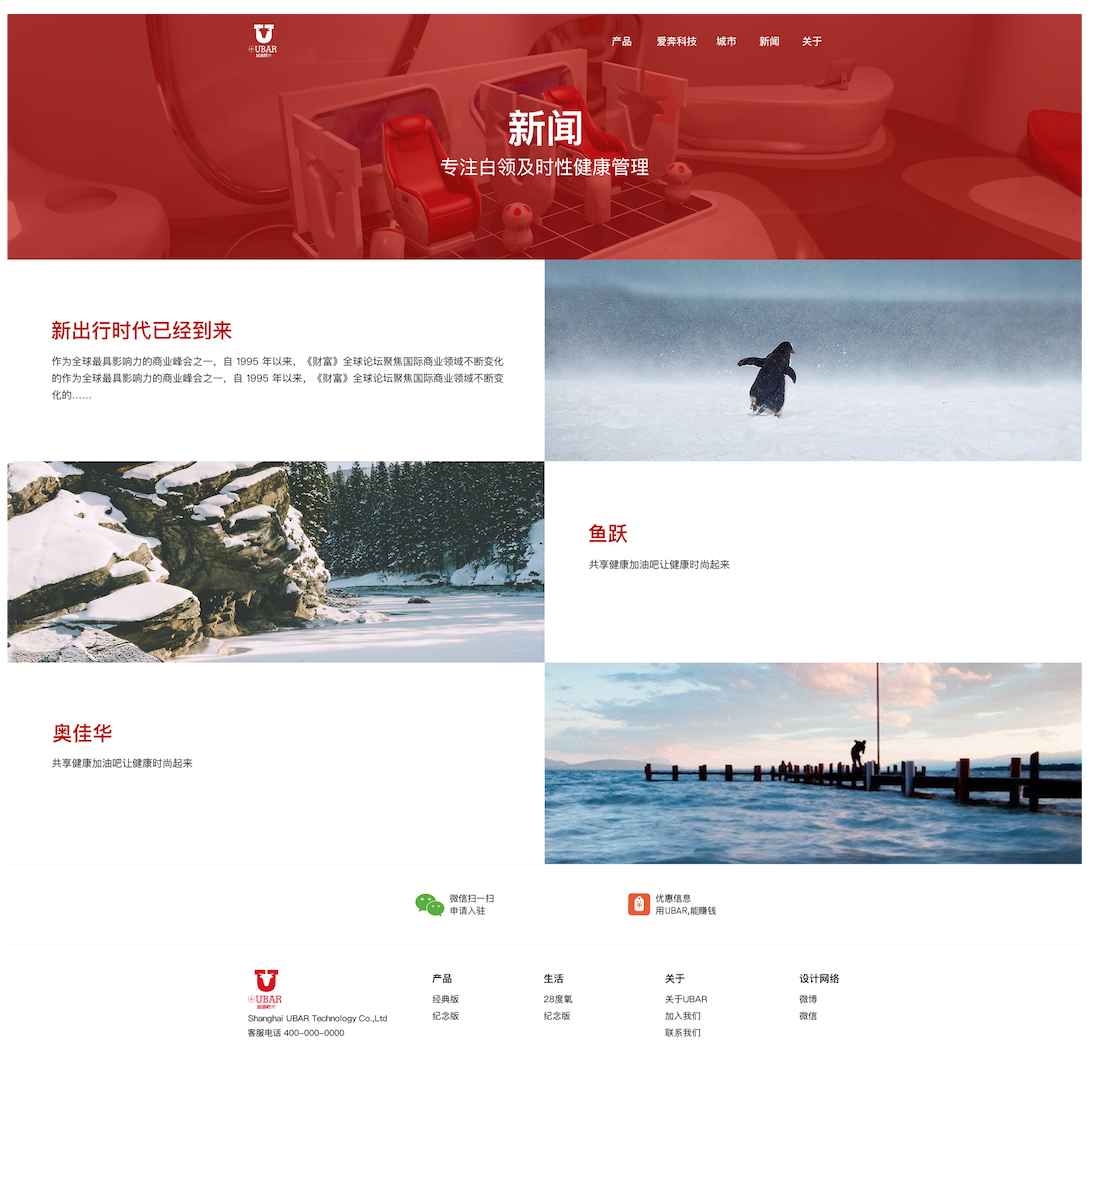 UBAR
加油吧
产品 爱奔科技 城市 新闻 关于
新闻
专注白领及时性健康管理
新出行时代已经到来
作为全球最具影响力的商业峰会之一，自 1995 年以来，《财富》全球论坛聚焦国际商业领域不断变化
的作为全球最具影响力的商业峰会之一，自 1995 年以来，《财富》全球论坛聚焦国际商业领域不断变
化的……
鱼跃
共享健康加油吧让健康时尚起来
奥佳华
共享健康加油吧让健康时尚起来
微信扫一扫
申请入驻
优惠信息
用UBAR,能赚钱
UBAR
加油吧
Shanghai UBAR Technology Co.,Ltd
客服电话 400-000-0000
产品
经典版
纪念版
生活
28度氧
纪念版
关于
关于UBAR
加入我们
联系我们
设计网络
微博
微信